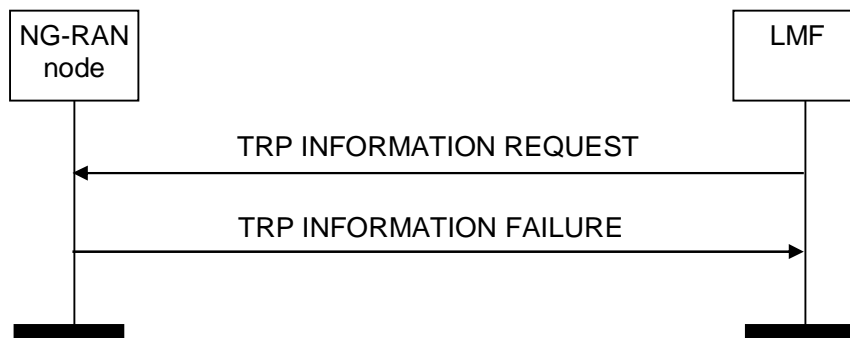 NG-RAN
node
LMF
TRP INFORMATION REQUEST
TRP INFORMATION FAILURE